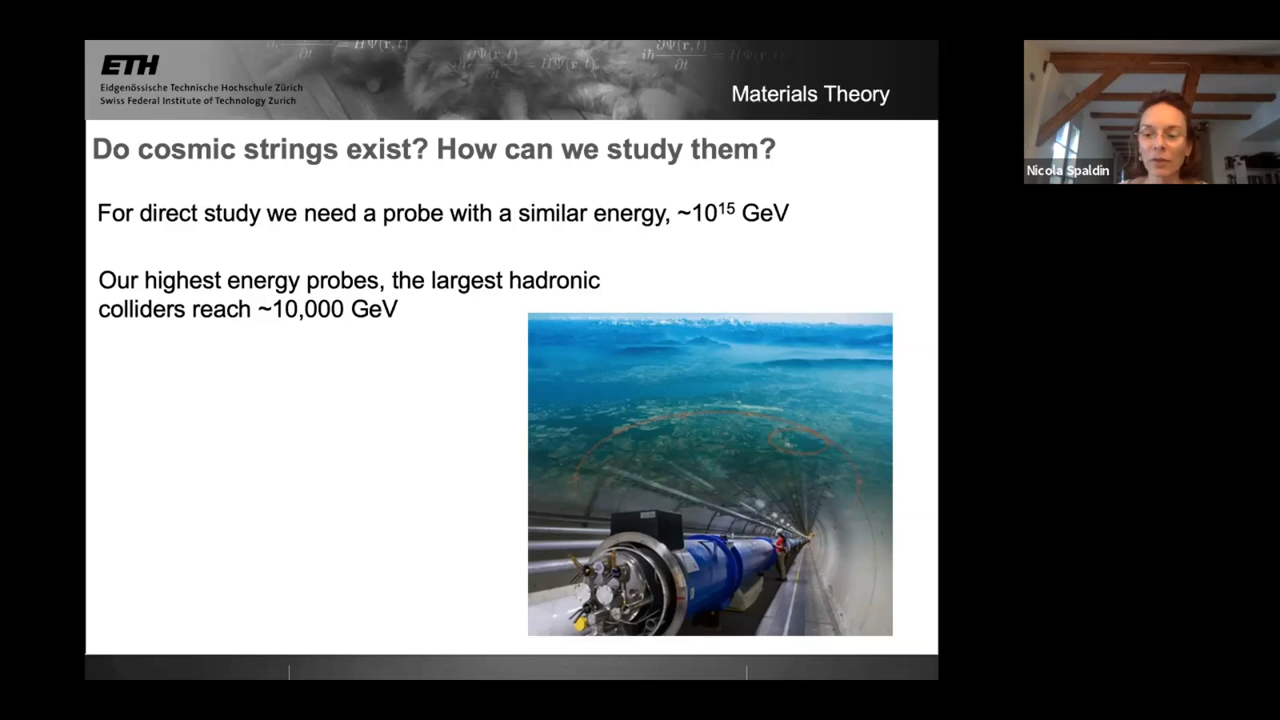 ETH
Eidgenössische Technische Hochschule Zürich
Swiss Federal Institute of Technology Zurich
Materials Theory
Do cosmic strings exist? How can we study them?
For direct study we need a probe with a similar energy, ~10¹⁵ GeV
Our highest energy probes, the largest hadronic
colliders reach ~10,000 GeV
Nicola Spaldin